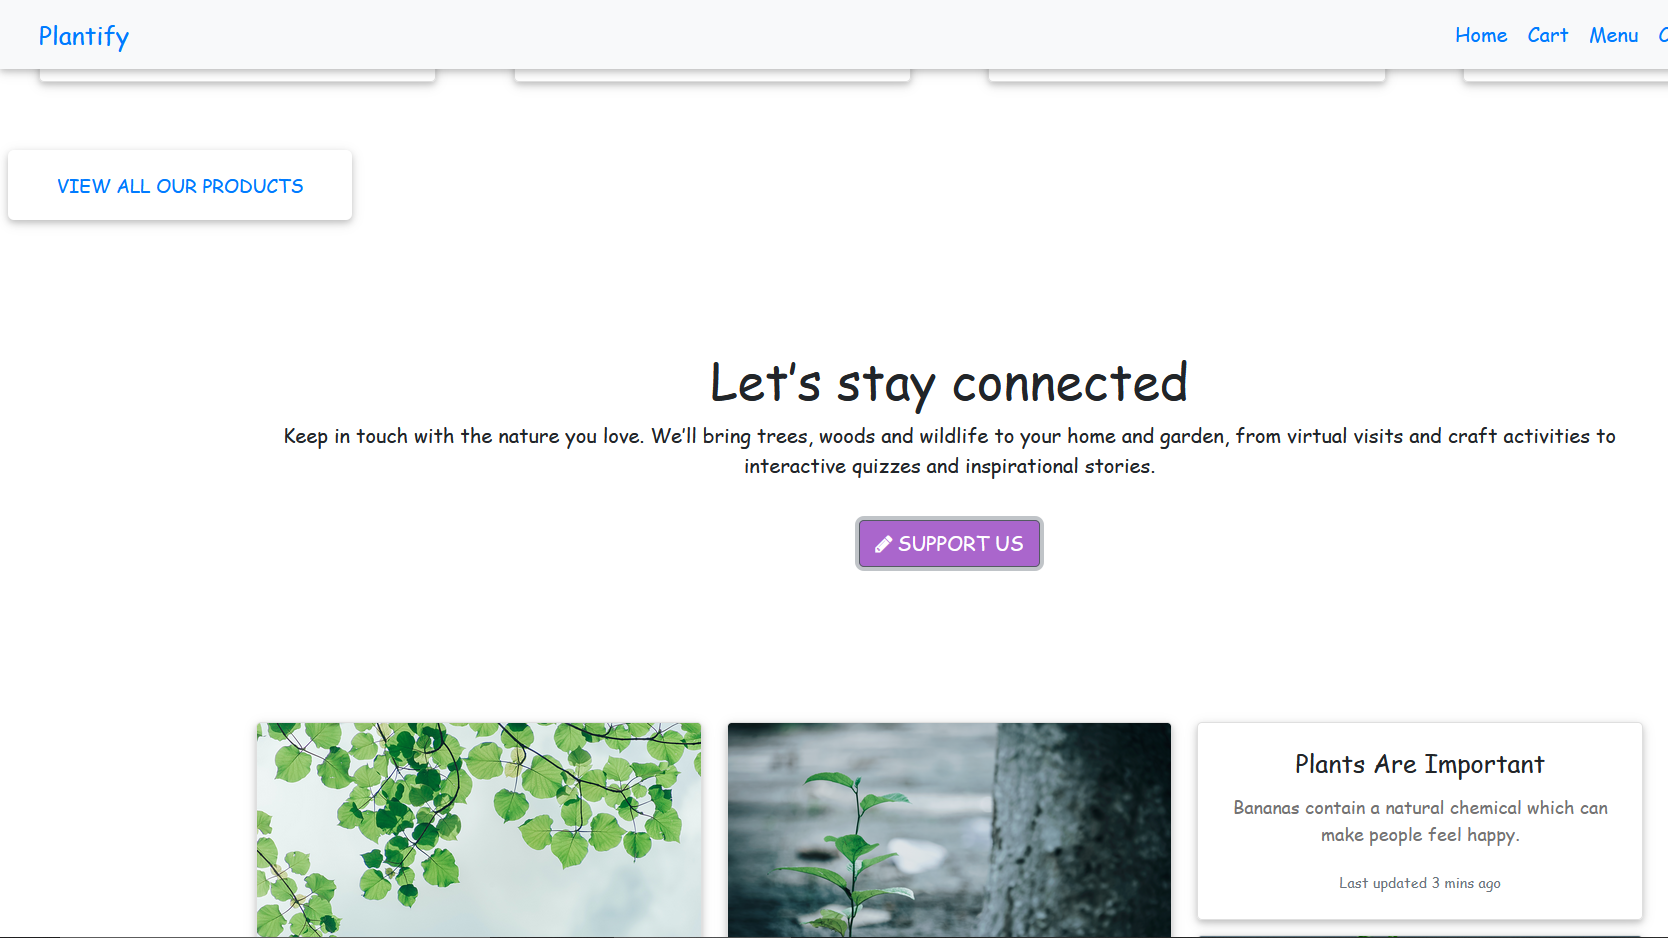 Plantify
Home Cart Menu
VIEW ALL OUR PRODUCTS
Let's stay connected
Keep in touch with the nature you love. We'll bring trees, woods and wildlife to your home and garden, from virtual visits and craft activities to
interactive quizzes and inspirational stories.
SUPPORT US
Plants Are Important
Bananas contain a natural chemical which can
make people feel happy.
Last updated 3 mins ago